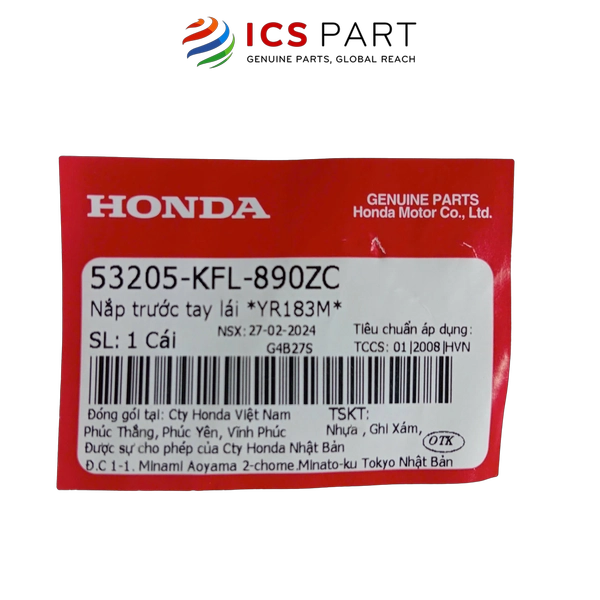 ICS PART
GENUINE PARTS, GLOBAL REACH
HONDA
GENUINE PARTS
Honda Motor Co., Ltd.
53205-KFL-890ZC
Nắp trước tay lái *YR183M*
NSX: 27-02-2024
Tiêu chuẩn áp dụng :
SL: 1 Cái
G4B27S
TCCS: 01|2008|HVN
Đóng gói tại: Cty Honda Việt Nam
TSKT:
Phúc Thắng, Phúc Yên, Vĩnh Phúc
Nhựa , Ghi Xám,
Được sự cho phép của Cty Honda Nhật Bản
OTK
Đ.C 1-1. Minami Aoyama 2-chome.Minato-ku Tokyo Nhật Bản